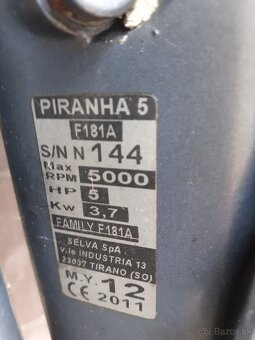 PIRANHA 5
F181A
S/N N 144
Max RPM 5000
HP 5
Kw 3,7
FAMILY F181A
SELVA SpA
v.le INDUSTRIA 13
23037 TIRANO (SO)
M.Y. 12
CE 2011
© sbazar.sk